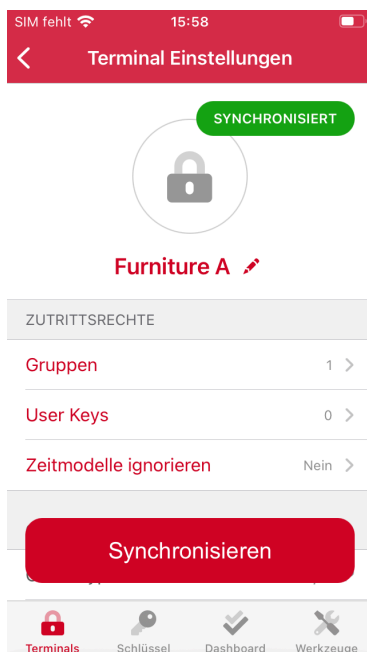 SIM fehlt 15:58
Terminal Einstellungen
SYNCHRONISIERT
Furniture A
ZUTRITTSRECHTE
Gruppen 1
User Keys 0
Zeitmodelle ignorieren Nein
Synchronisieren
Terminals Schlüssel Dashboard Werkzeuge